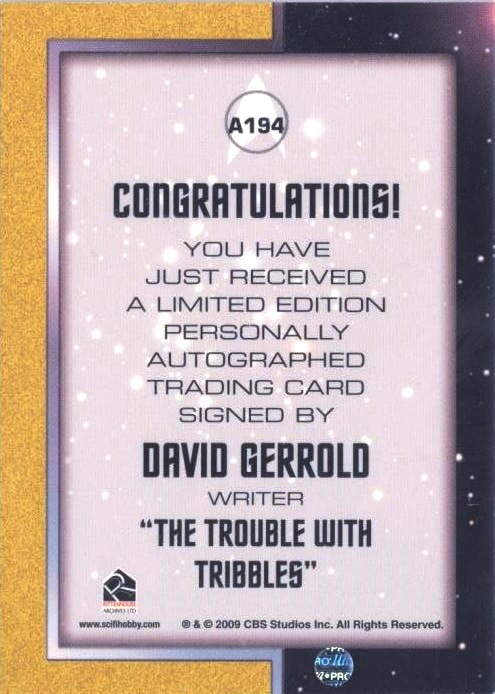 A194
CONGRATULATIONS!
YOU HAVE
JUST RECEIVED
A LIMITED EDITION
PERSONALLY
AUTOGRAPHED
TRADING CARD
SIGNED BY
DAVID GERROLD
WRITER
“THE TROUBLE WITH
TRIBBLES”
RITTENHOUSE
ARCHIVES LTD
www.scifihobby.com ® & © 2009 CBS Studios Inc. All Rights Reserved.